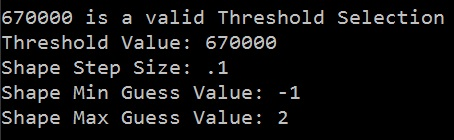 670000 is a valid Threshold Selection
Threshold Value: 670000
Shape Step Size: .1
Shape Min Guess Value: -1
Shape Max Guess Value: 2